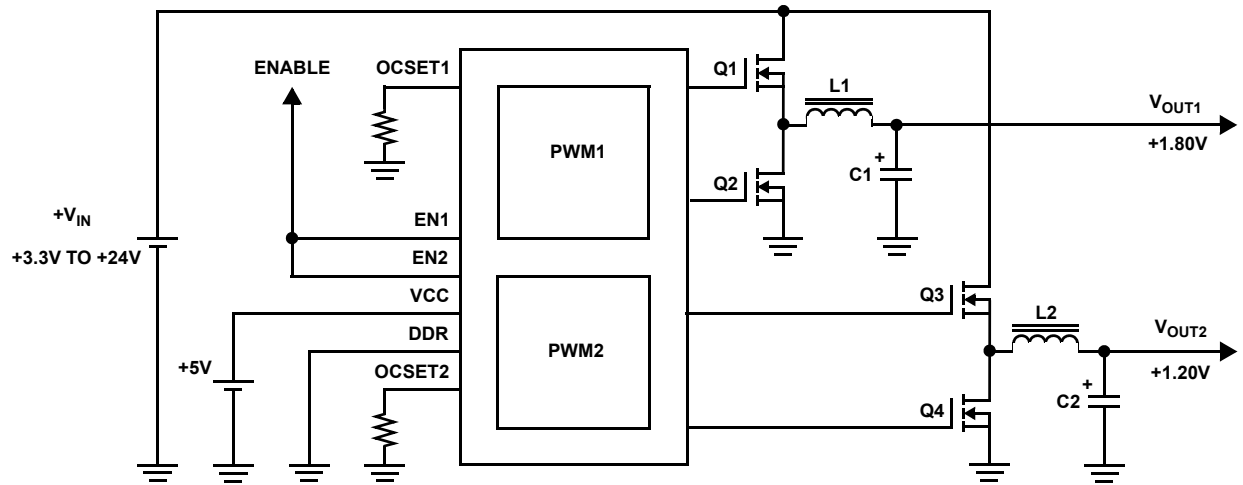 ENABLE
OCSET1
Q1
L1
VOUT1
+1.80V
PWM1
Q2
+
C1
EN1
+VIN
+3.3V TO +24V
EN2
VCC
Q3
L2
DDR
PWM2
VOUT2
+5V
OCSET2
+1.20V
+
Q4
C2